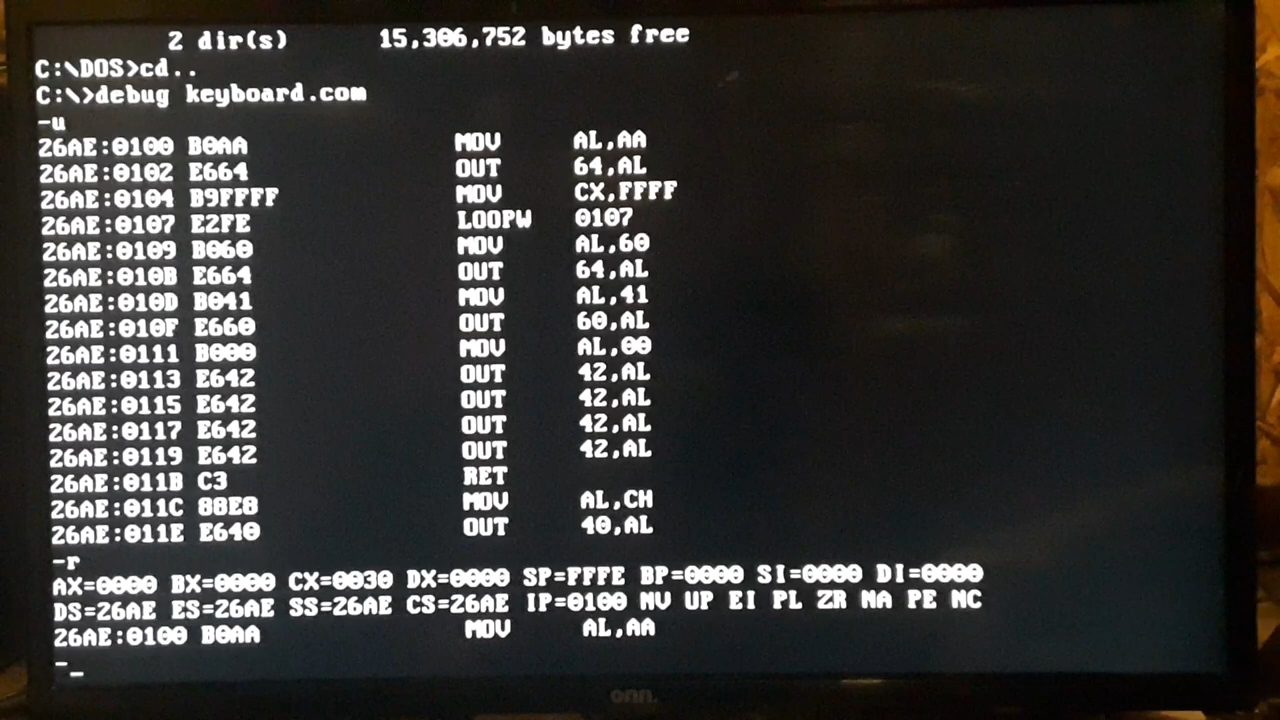 2 dir(s) 15,306,752 bytes free
C:\DOS>cd..
C:\>debug keyboard.com
-u
26AE:0100 B0AA MOV AL,AA
26AE:0102 E664 OUT 64,AL
26AE:0104 B9FFFF MOV CX,FFFF
26AE:0107 E2FE LOOPW 0107
26AE:0109 B060 MOV AL,60
26AE:010B E664 OUT 64,AL
26AE:010D B041 MOV AL,41
26AE:010F E660 OUT 60,AL
26AE:0111 B000 MOV AL,00
26AE:0113 E642 OUT 42,AL
26AE:0115 E642 OUT 42,AL
26AE:0117 E642 OUT 42,AL
26AE:0119 E642 OUT 42,AL
26AE:011B C3 RET
26AE:011C 88E8 MOV AL,CH
26AE:011E E640 OUT 40,AL
-r
AX=0000 BX=0000 CX=0030 DX=0000 SP=FFFE BP=0000 SI=0000 DI=0000
DS=26AE ES=26AE SS=26AE CS=26AE IP=0100 NV UP EI PL ZR NA PE NC
26AE:0100 B0AA MOV AL,AA
-_
onn.